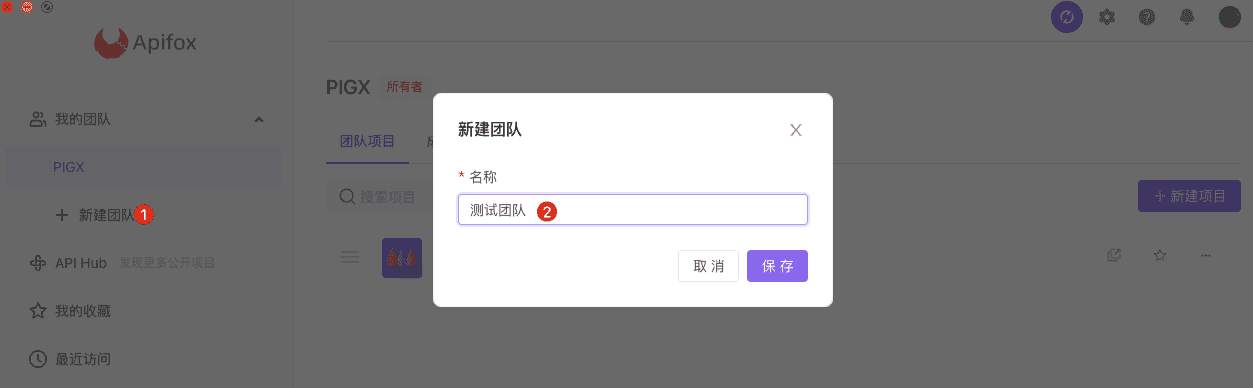 Apifox
我的团队
PIGX
新建团队 1
API Hub 发现更多公开项目
我的收藏
最近访问
PIGX 所有者
团队项目
搜索项目
新建项目
新建团队
* 名称
测试团队 2
取消
保存